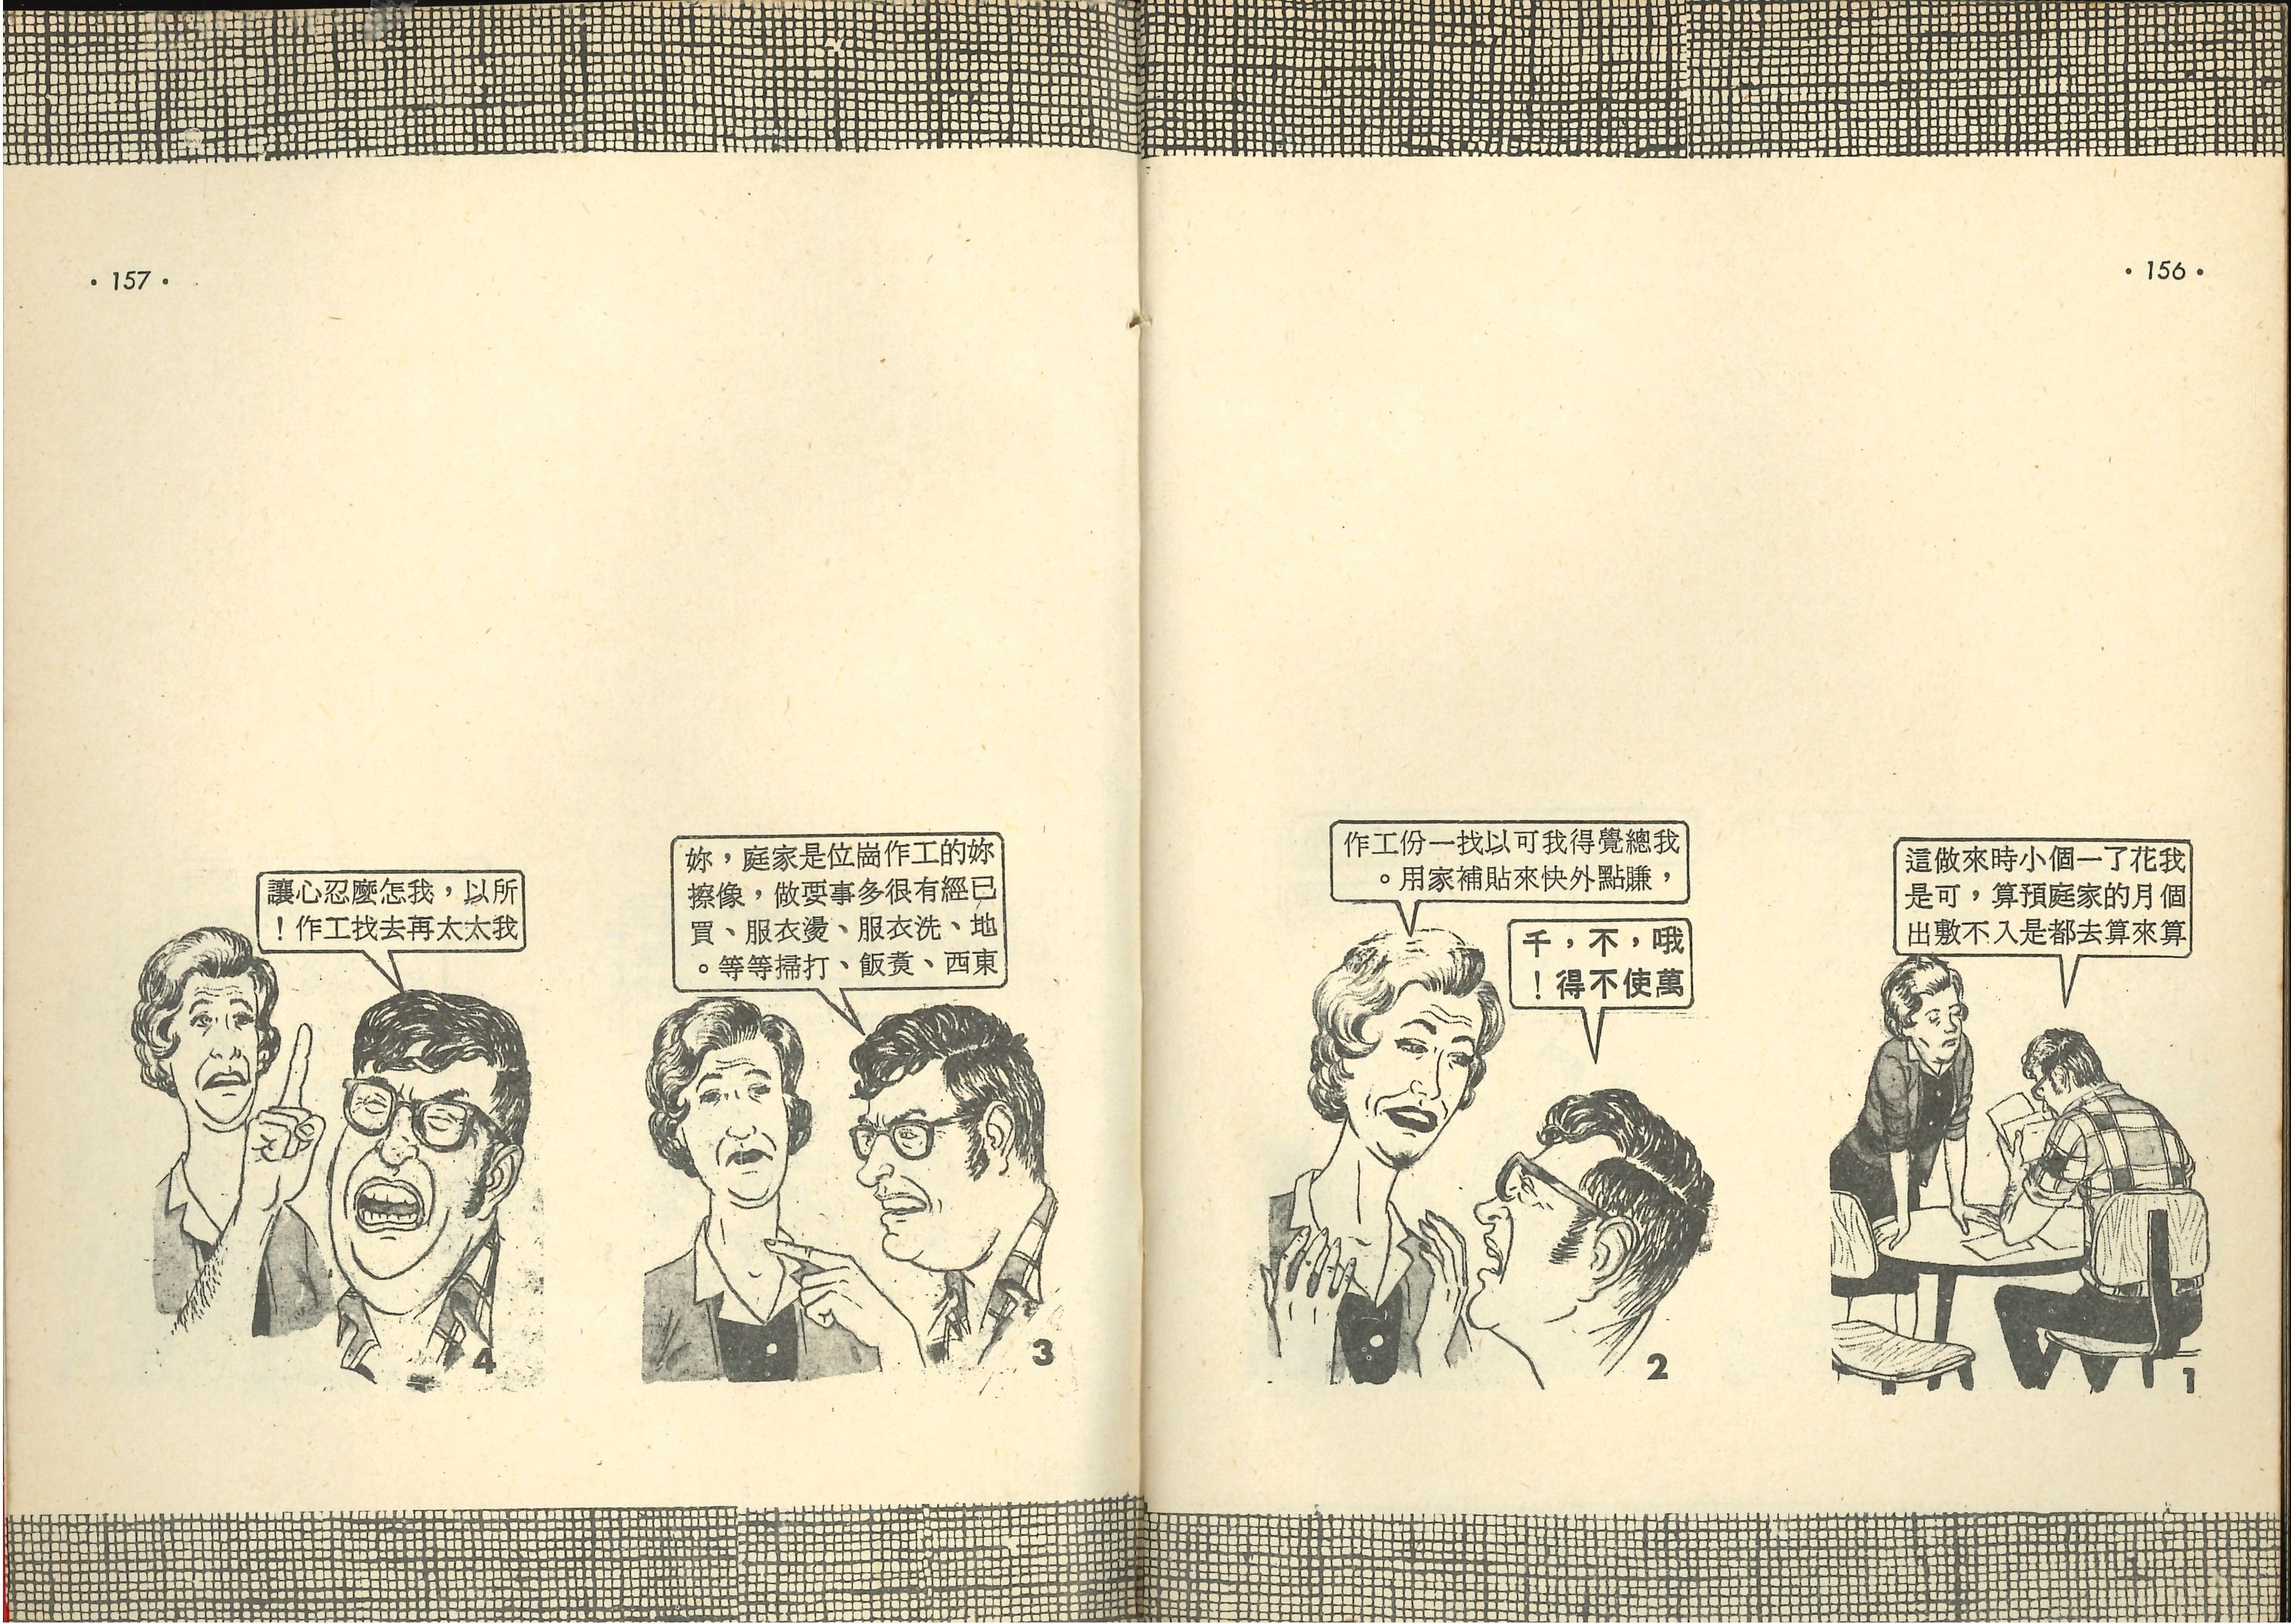 · 156 ·
我花了一個小時來做這
個月的家庭預算，可是
算來算去都是入不敷出
1
我總覺得我可以找一份工作
，賺點外快來貼補家用。
哦，不，千
萬使不得！
2
· 157 ·
妳的工作崗位是家庭，妳
已經有很多事要做，像擦
地、洗衣服、燙衣服、買
東西、煑飯、打掃等等。
3
所以，我怎麼忍心讓
我太太再去找工作！
4